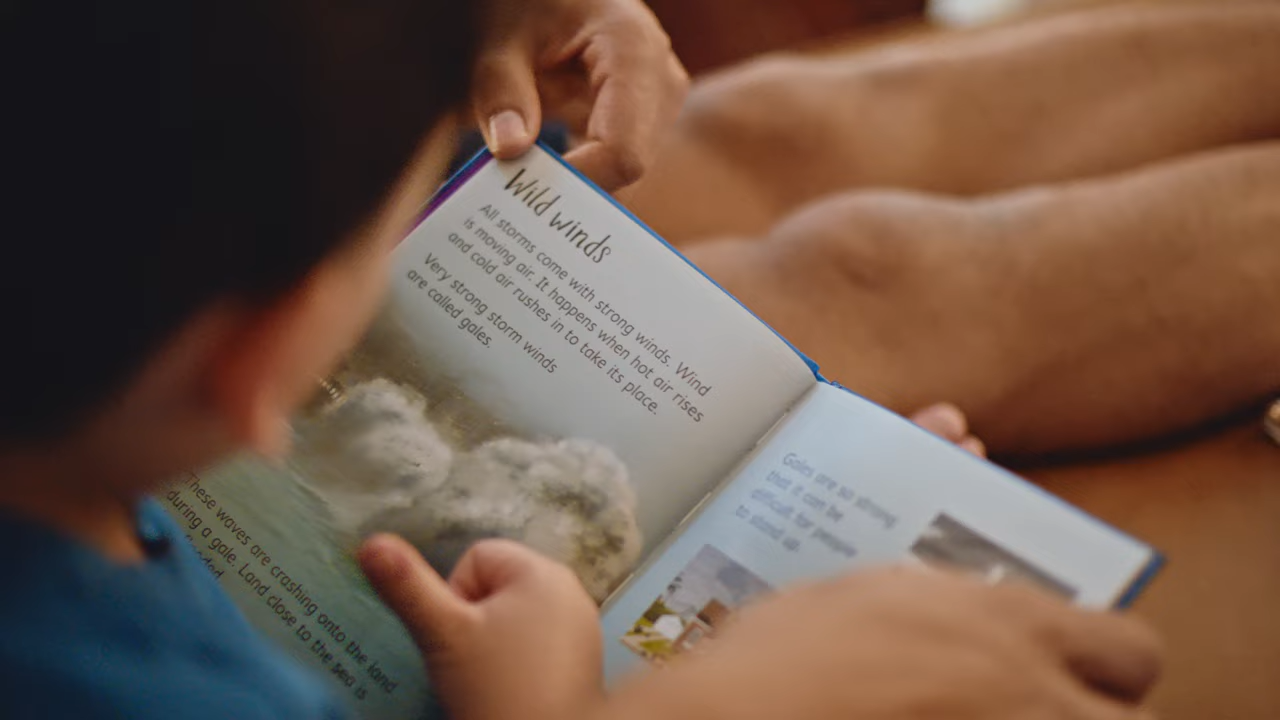 Wild winds
All storms come with strong winds. Wind
is moving air. It happens when hot air rises
and cold air rushes in to take its place.
Very strong storm winds
are called gales.
These waves are crashing onto the land
during a gale. Land close to the sea is
Gales are so strong
that it can be
difficult for people
to stand up.